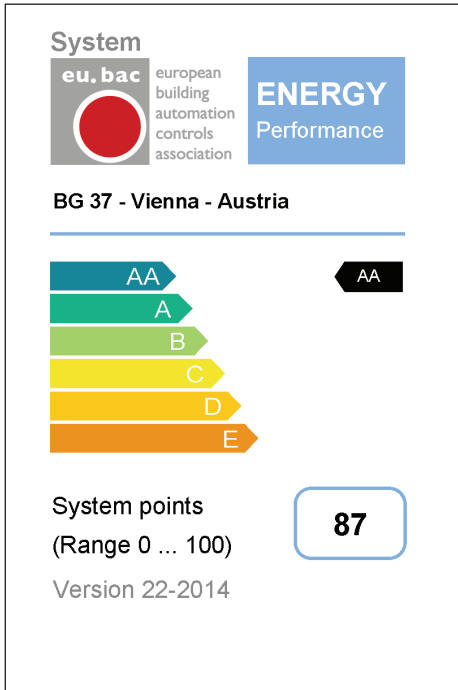 System
eu.bac
european
building
automation
controls
association
ENERGY
Performance
BG 37 - Vienna - Austria
AA
AA
A
B
C
D
E
System points
(Range 0 ... 100)
87
Version 22-2014